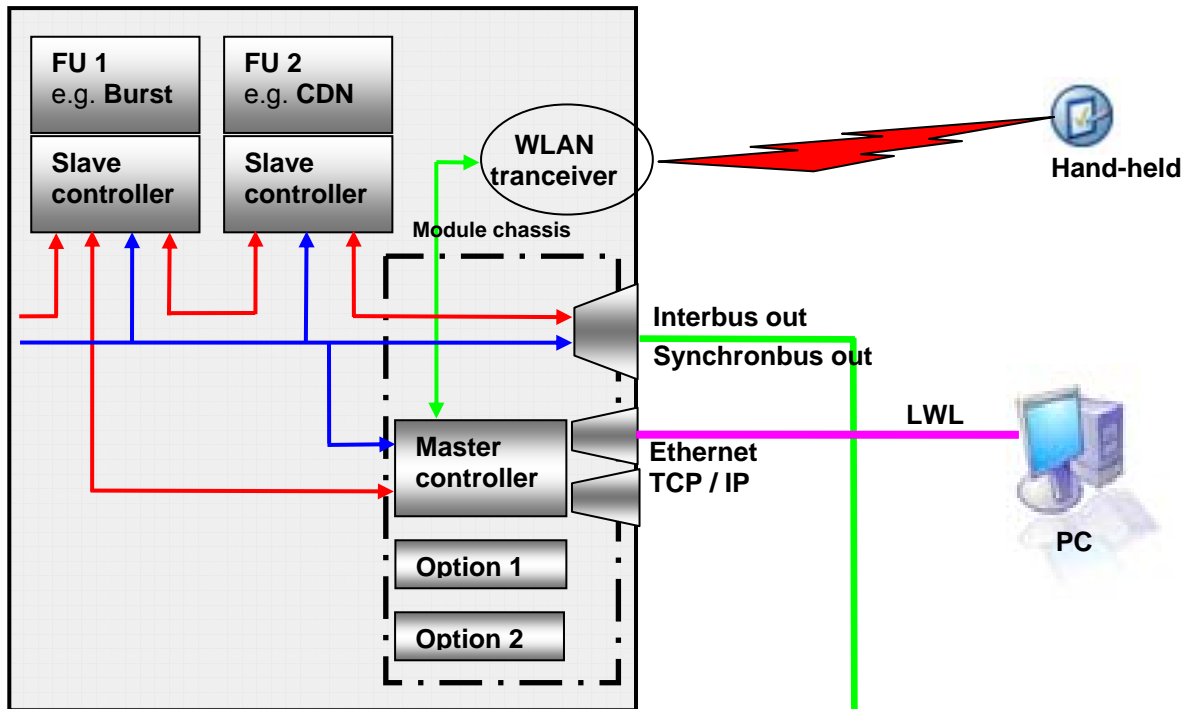 FU 1
e.g. Burst
FU 2
e.g. CDN
Slave
controller
Slave
controller
WLAN
tranceiver
Hand-held
Module chassis
Interbus out
Synchronbus out
LWL
Master
controller
Ethernet
TCP / IP
PC
Option 1
Option 2